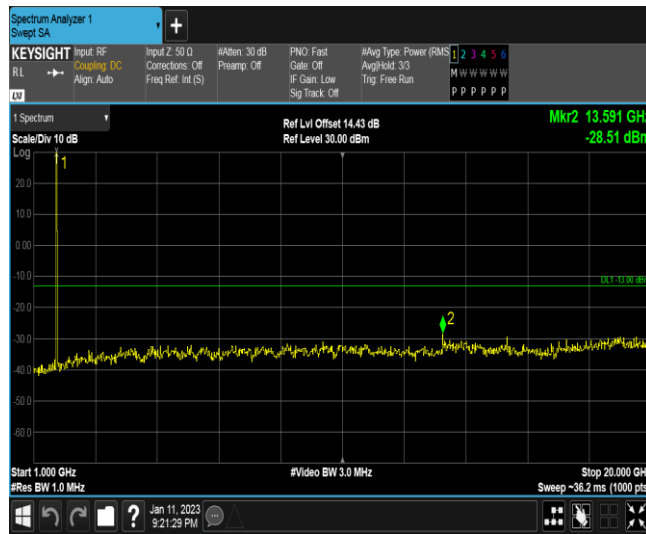 Spectrum Analyzer 1
Swept SA
+
KEYSIGHT
RL
LXI
Input: RF
Coupling: DC
Align: Auto
Input Z: 50 Ω
Corrections: Off
Freq Ref: Int (S)
#Atten: 30 dB
Preamp: Off
PNO: Fast
Gate: Off
IF Gain: Low
Sig Track: Off
#Avg Type: Power (RMS
Avg|Hold: 3/3
Trig: Free Run
1 2 3 4 5 6
M W W W W W
P P P P P P
1 Spectrum
Scale/Div 10 dB
Log
Ref Lvl Offset 14.43 dB
Ref Level 30.00 dBm
Mkr2 13.591 GHz
-28.51 dBm
1
20.0
10.0
0.00
-10.0
DL1 -13.00 dBm
-20.0
2
-30.0
-40.0
-50.0
-60.0
Start 1.000 GHz
#Res BW 1.0 MHz
#Video BW 3.0 MHz
Stop 20.000 GHz
Sweep ~36.2 ms (1000 pts)
?
Jan 11, 2023
9:21:29 PM